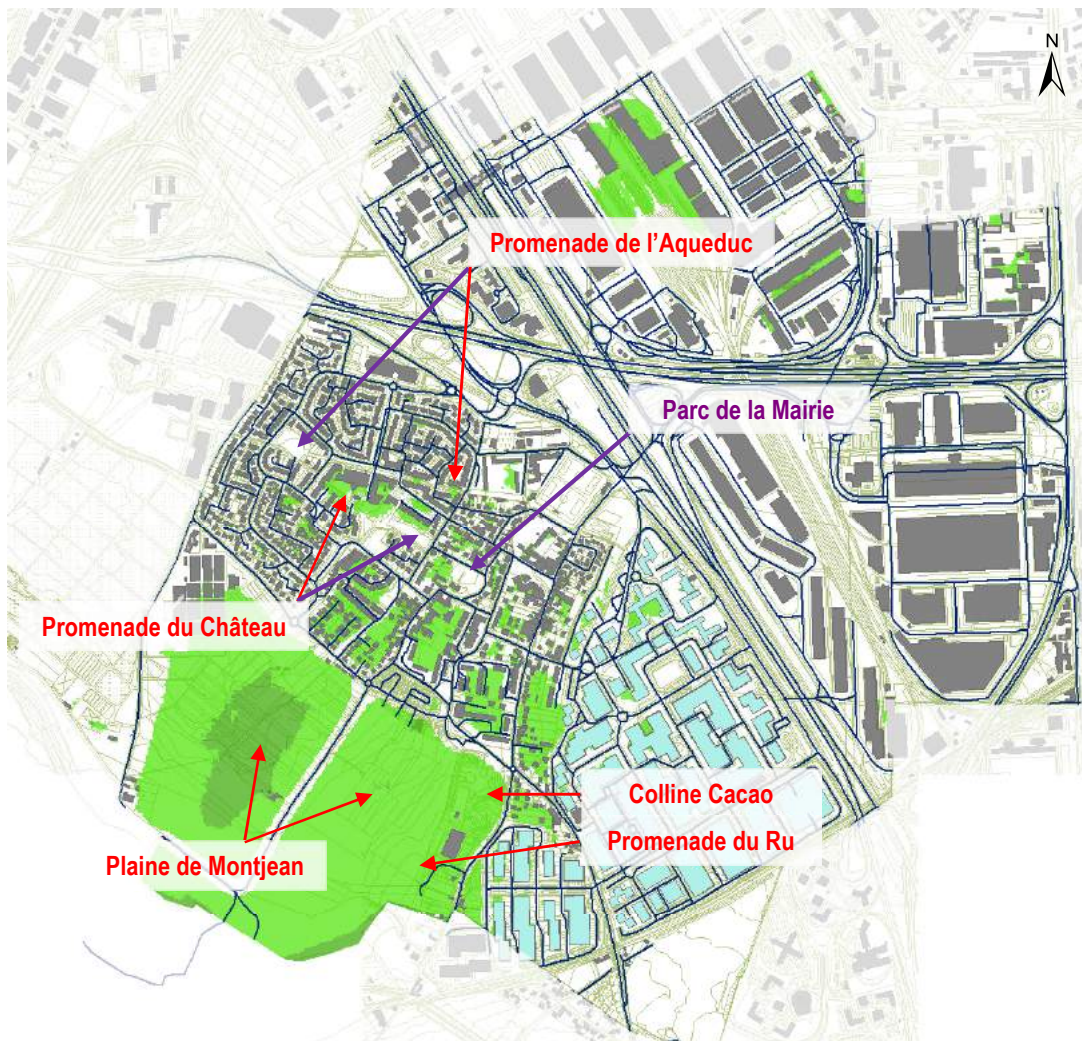 N
Promenade de l’Aqueduc
Parc de la Mairie
Promenade du Château
Colline Cacao
Promenade du Ru
Plaine de Montjean